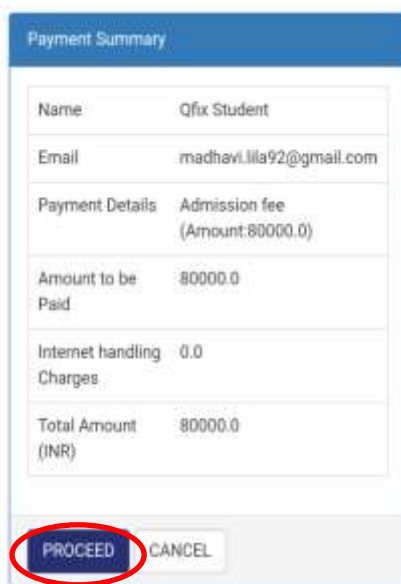 Payment Summary
Name Qfix Student
Email madhavi.lila92@gmail.com
Payment Details Admission fee
(Amount:80000.0)
Amount to be 80000.0
Paid
Internet handling 0.0
Charges
Total Amount 80000.0
(INR)
PROCEED CANCEL